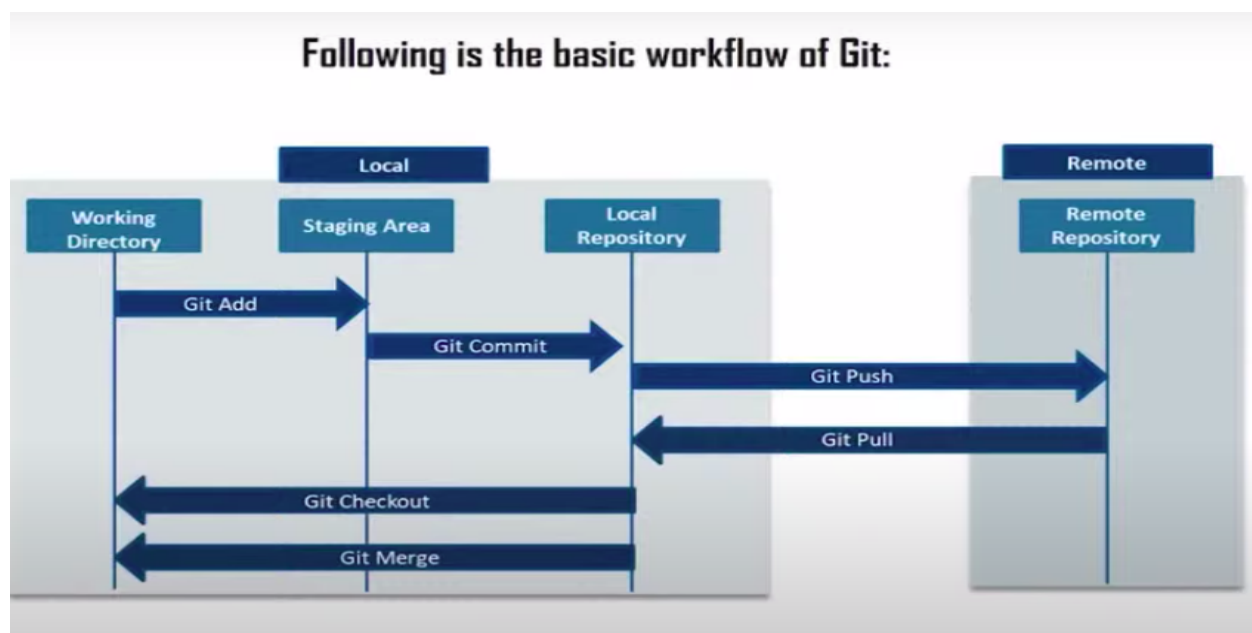 Following is the basic workflow of Git:
Local
Remote
Working
Directory
Staging Area
Local
Repository
Remote
Repository
Git Add
Git Commit
Git Push
Git Pull
Git Checkout
Git Merge